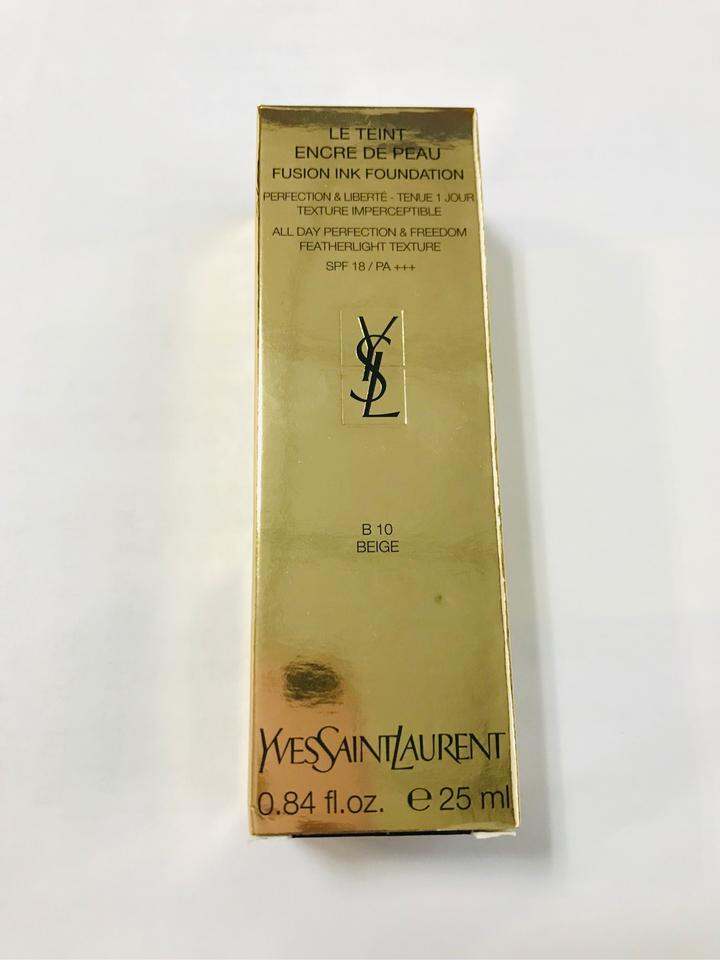 LE TEINT
ENCRE DE PEAU
FUSION INK FOUNDATION
PERFECTION & LIBERTÉ - TENUE 1 JOUR
TEXTURE IMPERCEPTIBLE
ALL DAY PERFECTION & FREEDOM
FEATHERLIGHT TEXTURE
SPF 18 / PA +++
YSL
B 10
BEIGE
YVESSAINTLAURENT
0.84 fl.oz. ℮ 25 ml